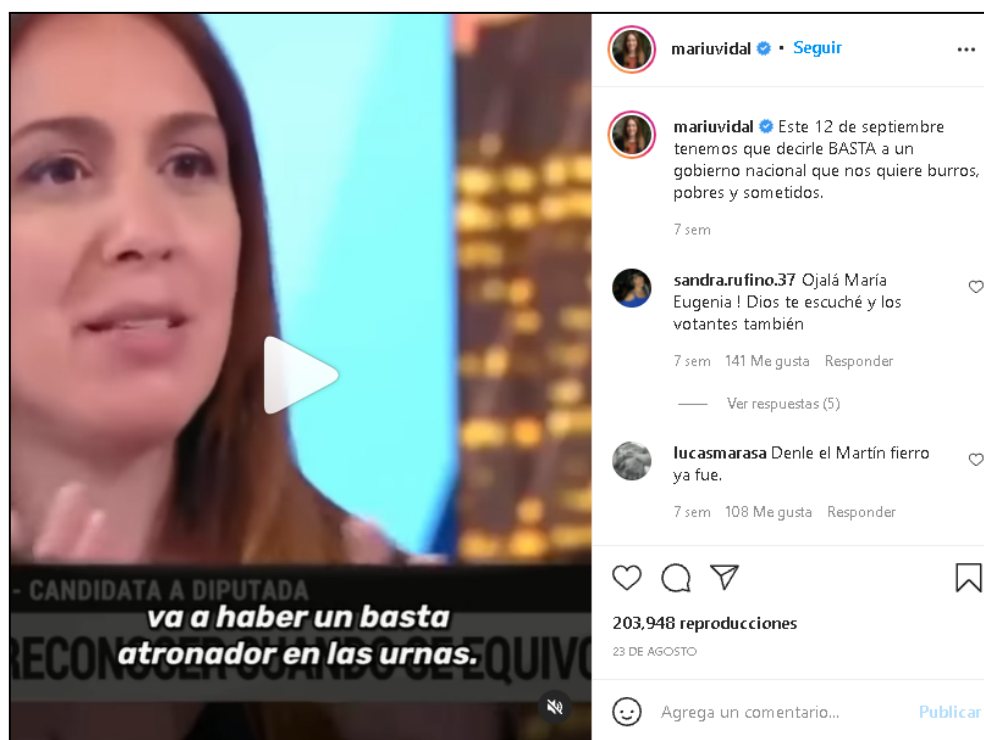 mariuvidal • Seguir
mariuvidal Este 12 de septiembre
tenemos que decirle BASTA a un
gobierno nacional que nos quiere burros,
pobres y sometidos.
7 sem
sandra.rufino.37 Ojalá María
Eugenia ! Dios te escuché y los
votantes también
7 sem 141 Me gusta Responder
Ver respuestas (5)
lucasmarasa Denle el Martín fierro
ya fue.
7 sem 108 Me gusta Responder
203,948 reproducciones
23 DE AGOSTO
Agrega un comentario... Publicar
- CANDIDATA A DIPUTADA
va a haber un basta
atronador en las urnas.
RECONOCER CUANDO SE EQUIVO